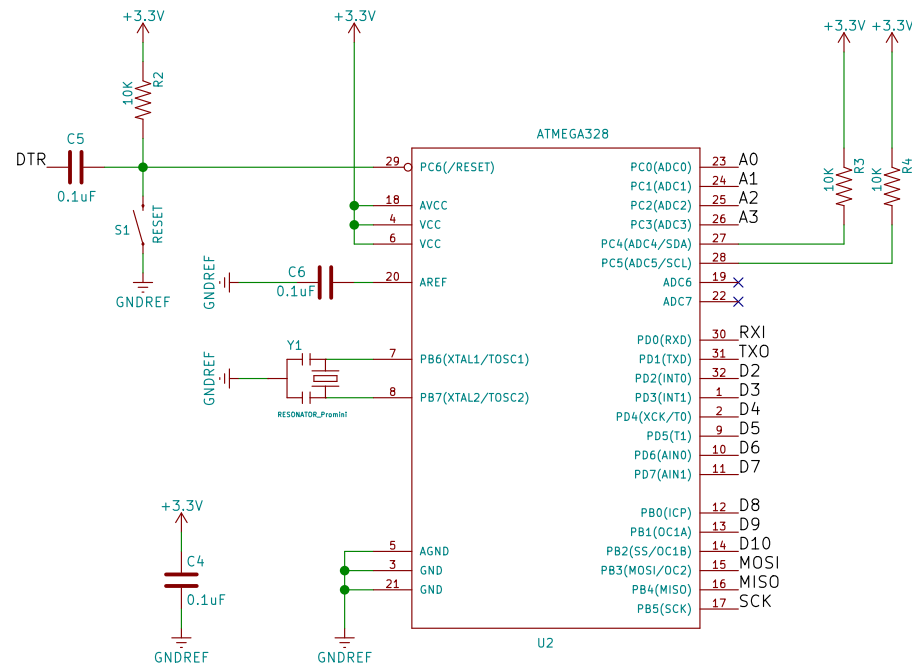 +3.3V
+3.3V
+3.3V
+3.3V
10K
R2
ATMEGA328
DTR
C5
0.1uF
S1
RESET
GNDREF
29 PC6(/RESET)
18 AVCC
4 VCC
6 VCC
GNDREF
C6
0.1uF
20 AREF
GNDREF
Y1
RESONATOR_Promini
7 PB6(XTAL1/TOSC1)
8 PB7(XTAL2/TOSC2)
5 AGND
3 GND
21 GND
GNDREF
PC0(ADC0) 23 A0
PC1(ADC1) 24 A1
PC2(ADC2) 25 A2
PC3(ADC3) 26 A3
PC4(ADC4/SDA) 27
PC5(ADC5/SCL) 28
ADC6 19
ADC7 22
10K
R3
10K
R4
PD0(RXD) 30 RXI
PD1(TXD) 31 TXO
PD2(INT0) 32 D2
PD3(INT1) 1 D3
PD4(XCK/T0) 2 D4
PD5(T1) 9 D5
PD6(AIN0) 10 D6
PD7(AIN1) 11 D7
PB0(ICP) 12 D8
PB1(OC1A) 13 D9
PB2(SS/OC1B) 14 D10
PB3(MOSI/OC2) 15 MOSI
PB4(MISO) 16 MISO
PB5(SCK) 17 SCK
U2
+3.3V
C4
0.1uF
GNDREF